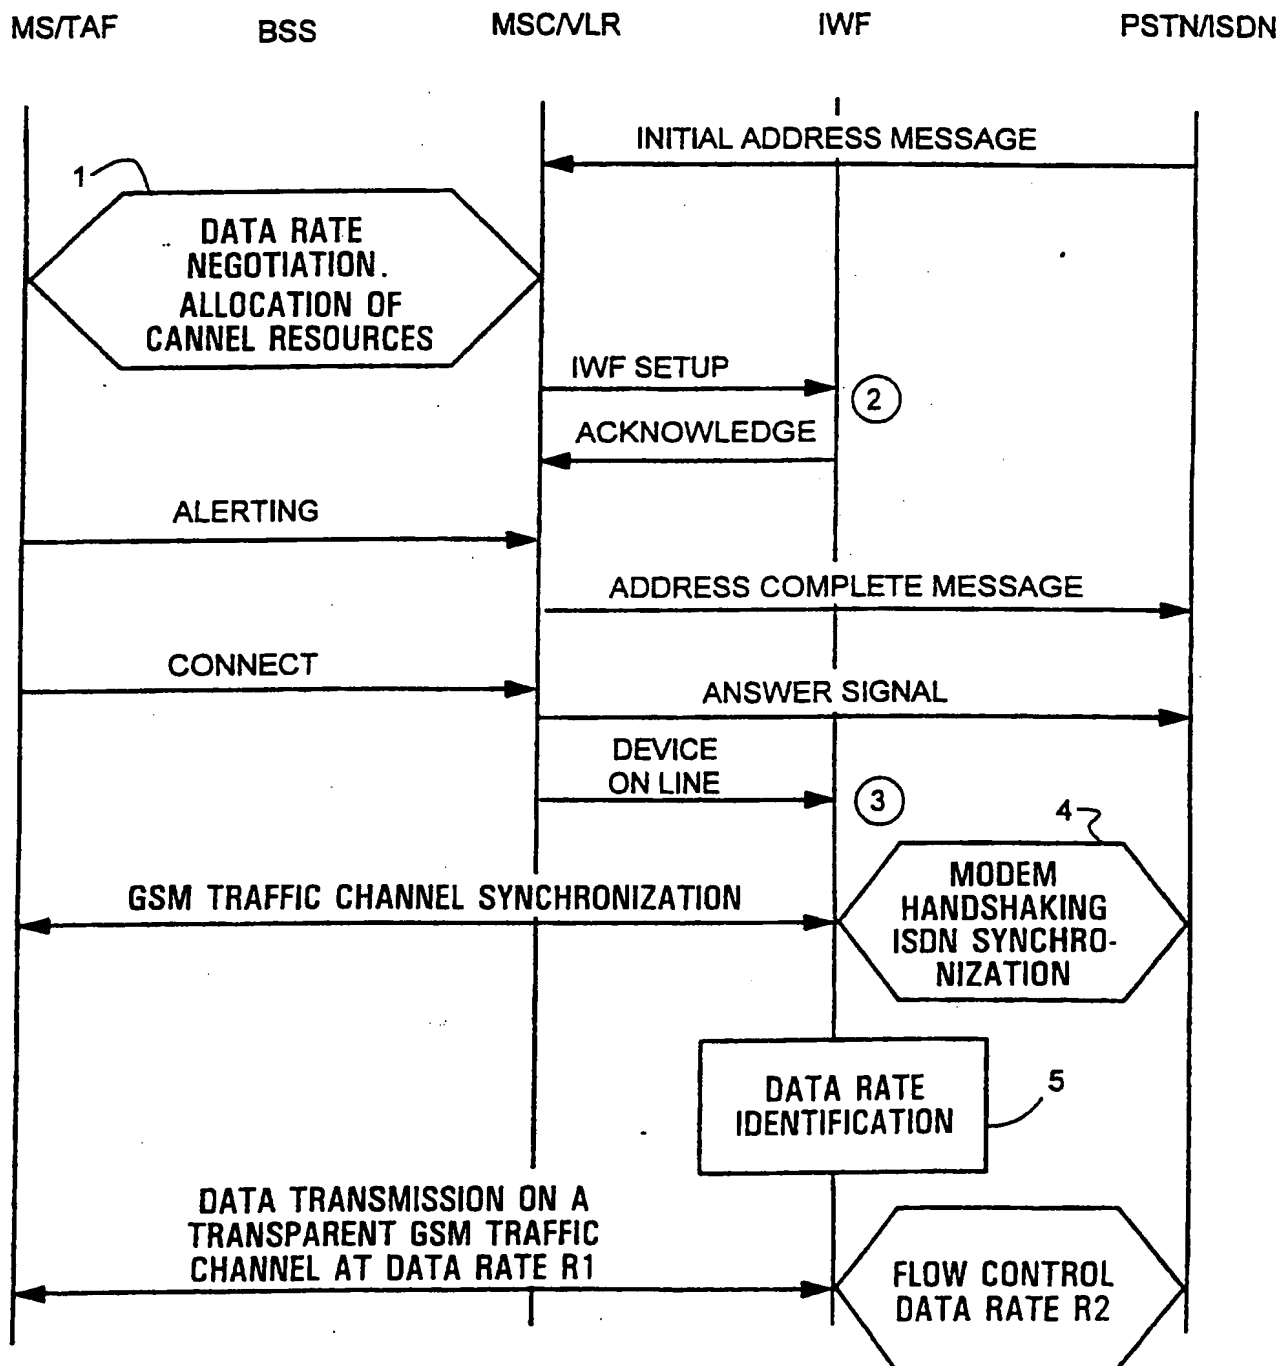 MS/TAF BSS MSC/VLR IWF PSTN/ISDN
INITIAL ADDRESS MESSAGE
1
DATA RATE
NEGOTIATION.
ALLOCATION OF
CANNEL RESOURCES
IWF SETUP
2
ACKNOWLEDGE
ALERTING
ADDRESS COMPLETE MESSAGE
CONNECT
ANSWER SIGNAL
DEVICE
ON LINE
3
4
GSM TRAFFIC CHANNEL SYNCHRONIZATION
MODEM
HANDSHAKING
ISDN SYNCHRO-
NIZATION
DATA RATE
IDENTIFICATION
5
DATA TRANSMISSION ON A
TRANSPARENT GSM TRAFFIC
CHANNEL AT DATA RATE R1
FLOW CONTROL
DATA RATE R2